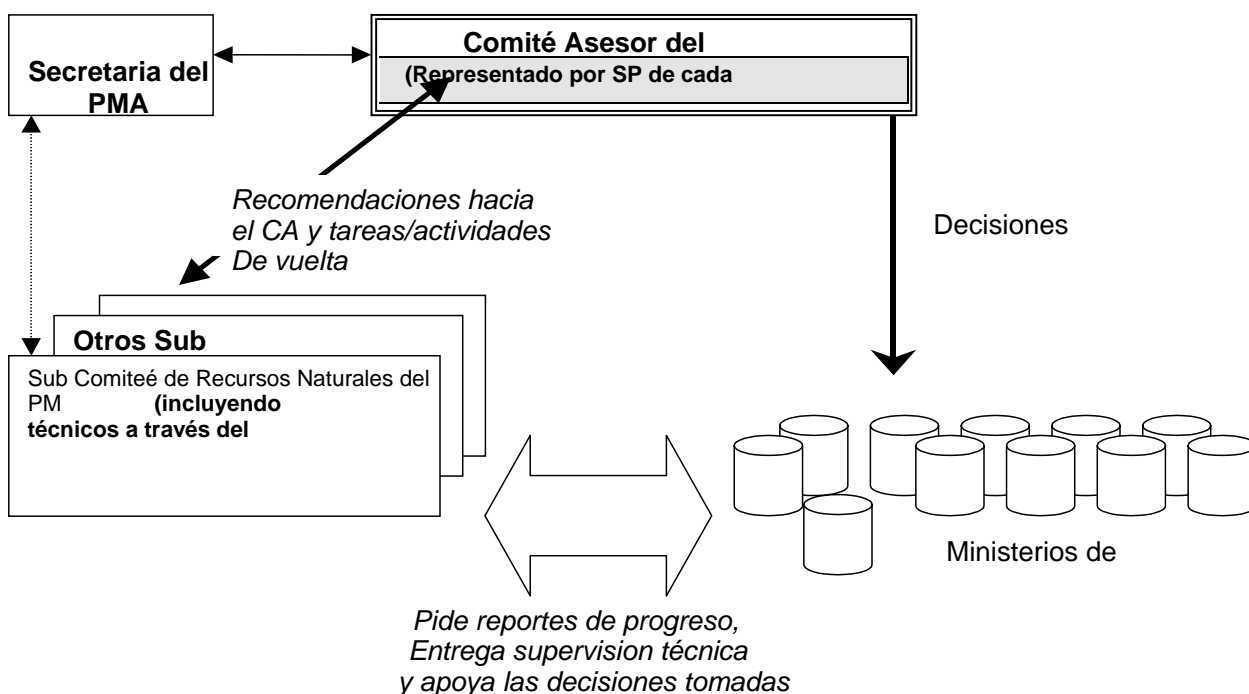 Secretaria del
PMA
Comité Asesor del
(Representado por SP de cada
Recomendaciones hacia
el CA y tareas/actividades
De vuelta
Decisiones
Otros Sub
Sub Comiteé de Recursos Naturales del
PM (incluyendo
técnicos a través del
Ministerios de
Pide reportes de progreso,
Entrega supervision técnica
y apoya las decisiones tomadas